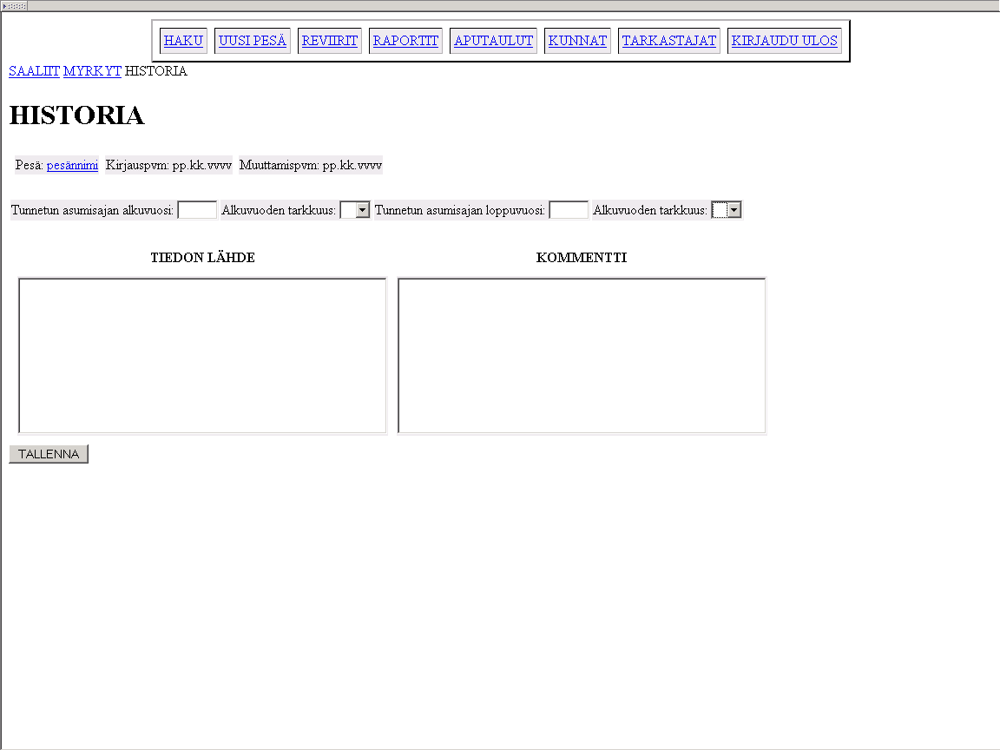 HAKU UUSI PESÄ REVIIRIT RAPORTIT APUTAULUT KUNNAT TARKASTAJAT KIRJAUDU ULOS
SAALIIT MYRKYT HISTORIA
HISTORIA
Pesä: pesännimi Kirjauspvm: pp.kk.vvvv Muuttamispvm: pp.kk.vvvv
Tunnetun asumisajan alkuvuosi: Alkuvuoden tarkkuus: Tunnetun asumisajan loppuvuosi: Alkuvuoden tarkkuus:
TIEDON LÄHDE KOMMENTTI
TALLENNA